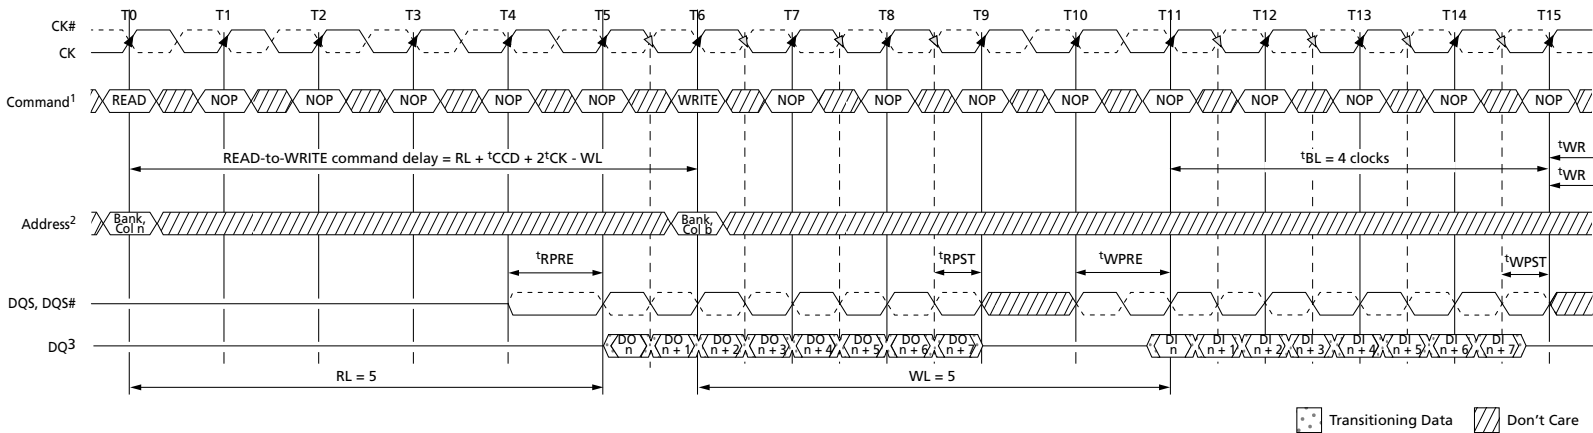 T0 T1 T2 T3 T4 T5 T6 T7 T8 T9 T10 T11 T12 T13 T14 T15
CK#
CK
Command1 READ NOP NOP NOP NOP NOP WRITE NOP NOP NOP NOP NOP NOP NOP NOP NOP
READ-to-WRITE command delay = RL + tCCD + 2tCK - WL
tBL = 4 clocks
tWR
tWR
Address2
Bank,
Col n
Bank,
Col b
tRPRE tRPST tWPRE tWPST
DQS, DQS#
DQ3
DO
n
DO
n + 1
DO
n + 2
DO
n + 3
DO
n + 4
DO
n + 5
DO
n + 6
DO
n + 7
DI
n
DI
n + 1
DI
n + 2
DI
n + 3
DI
n + 4
DI
n + 5
DI
n + 6
DI
n + 7
RL = 5 WL = 5
Transitioning Data Don't Care